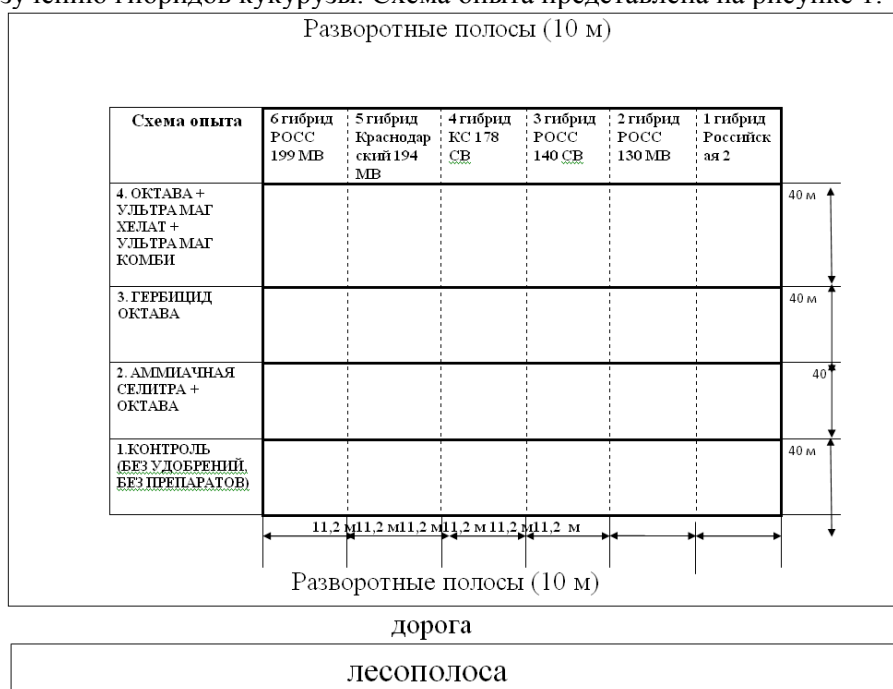 зучению гибридов кукурузы. Схема опыта представлена на рисунке 1.
Разворотные полосы (10 м)
Схема опыта
6 гибрид
РОСС
199 МВ
5 гибрид
Краснодар
ский 194
МВ
4 гибрид
КС 178
СВ
3 гибрид
РОСС
140 СВ
2 гибрид
РОСС
130 МВ
1 гибрид
Российск
ая 2
4. ОКТАВА +
УЛЬТРА МАГ
ХЕЛАТ +
УЛЬТРА МАГ
КОМБИ
40 м
3. ГЕРБИЦИД
ОКТАВА
40 м
2. АММИАЧНАЯ
СЕЛИТРА +
ОКТАВА
40
1.КОНТРОЛЬ
(БЕЗ УДОБРЕНИЙ,
БЕЗ ПРЕПАРАТОВ)
40 м
11,2 м11,2 м11,2 м11,2 м 11,2 м11,2 м
Разворотные полосы (10 м)
дорога
лесополоса